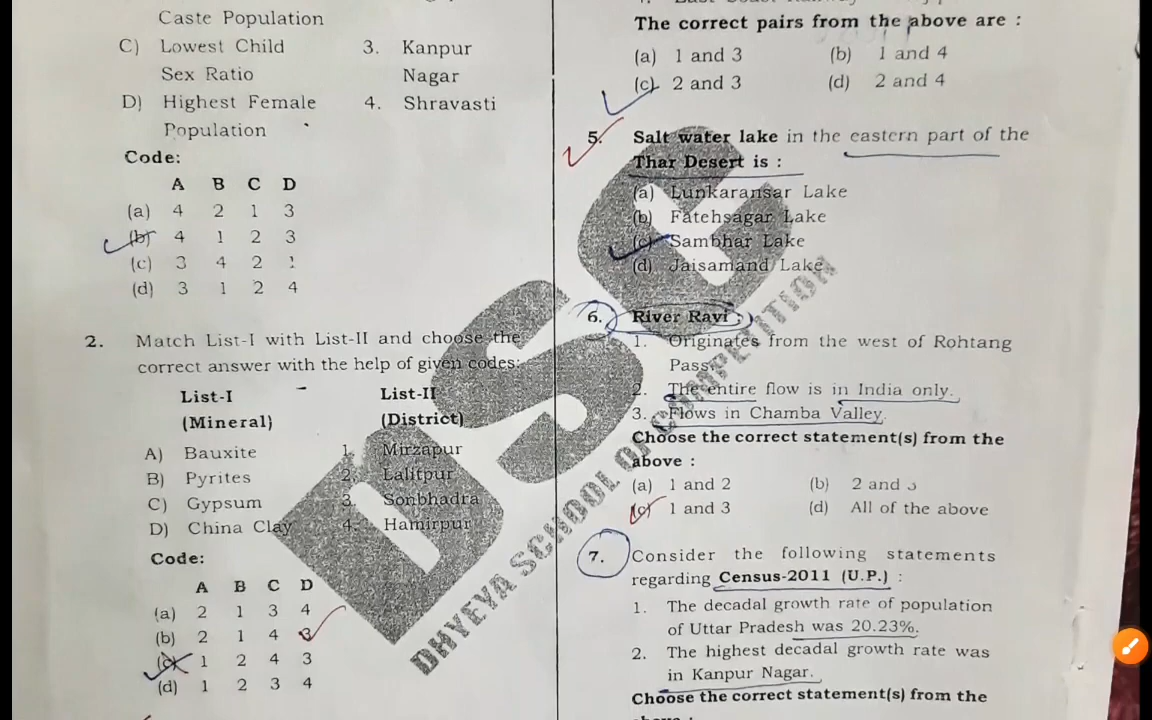 Caste Population
C) Lowest Child 3. Kanpur
Sex Ratio Nagar
D) Highest Female 4. Shravasti
Population
Code:
A B C D
(a) 4 2 1 3
(b) 4 1 2 3
(c) 3 4 2 1
(d) 3 1 2 4
2. Match List-I with List-II and choose the
correct answer with the help of given codes:
List-I List-II
(Mineral) (District)
A) Bauxite 1. Mirzapur
B) Pyrites 2. Lalitpur
C) Gypsum 3. Sonbhadra
D) China Clay 4. Hamirpur
Code:
A B C D
(a) 2 1 3 4
(b) 2 1 4 3
(c) 1 2 4 3
(d) 1 2 3 4
The correct pairs from the above are :
(a) 1 and 3 (b) 1 and 4
(c) 2 and 3 (d) 2 and 4
5. Salt water lake in the eastern part of the
Thar Desert is :
(a) Lunkaransar Lake
(b) Fatehsagar Lake
(c) Sambhar Lake
(d) Jaisamand Lake
6. River Ravi :
1. Originates from the west of Rohtang
Pass.
2. The entire flow is in India only.
3. Flows in Chamba Valley.
Choose the correct statement(s) from the
above :
(a) 1 and 2 (b) 2 and 3
(c) 1 and 3 (d) All of the above
7. Consider the following statements
regarding Census-2011 (U.P.) :
1. The decadal growth rate of population
of Uttar Pradesh was 20.23%.
2. The highest decadal growth rate was
in Kanpur Nagar.
Choose the correct statement(s) from the
DHYEYA SCHOOL OF COMPETITION